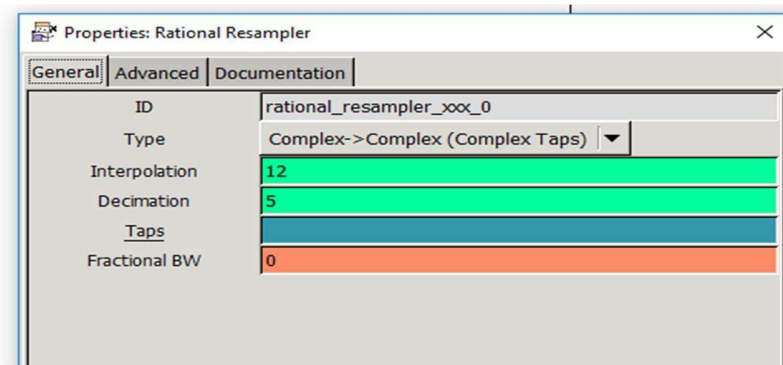 Properties: Rational Resampler
General Advanced Documentation
ID rational_resampler_xxx_0
Type Complex->Complex (Complex Taps)
Interpolation 12
Decimation 5
Taps
Fractional BW 0